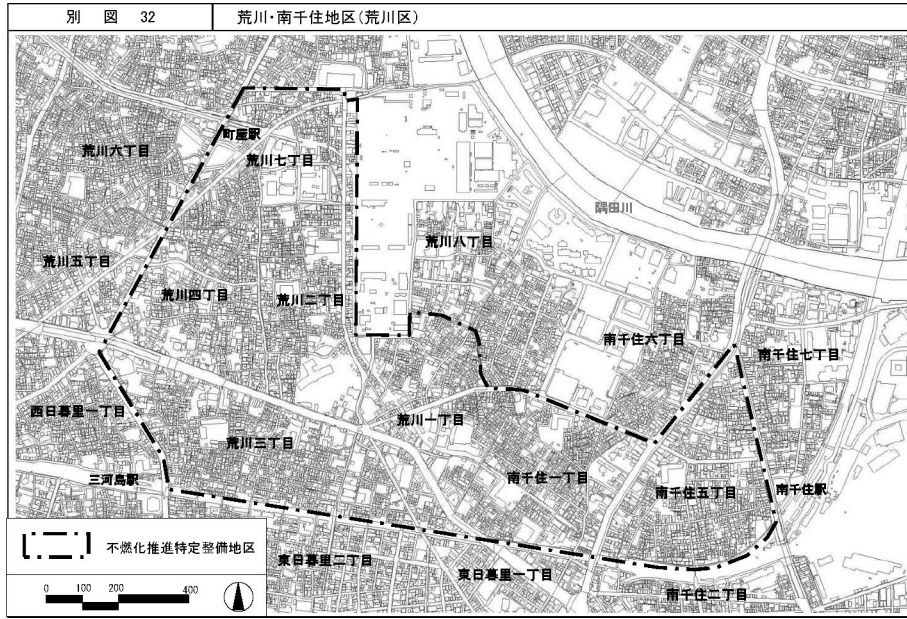 別 図 32
荒川・南千住地区(荒川区)
町屋駅
荒川六丁目
荒川七丁目
隅田川
荒川八丁目
荒川五丁目
荒川四丁目
荒川二丁目
南千住六丁目
南千住七丁目
西日暮里一丁目
荒川一丁目
荒川三丁目
三河島駅
南千住一丁目
南千住五丁目
南千住駅
不燃化推進特定整備地区
東日暮里二丁目
東日暮里一丁目
南千住二丁目
0 100 200 400